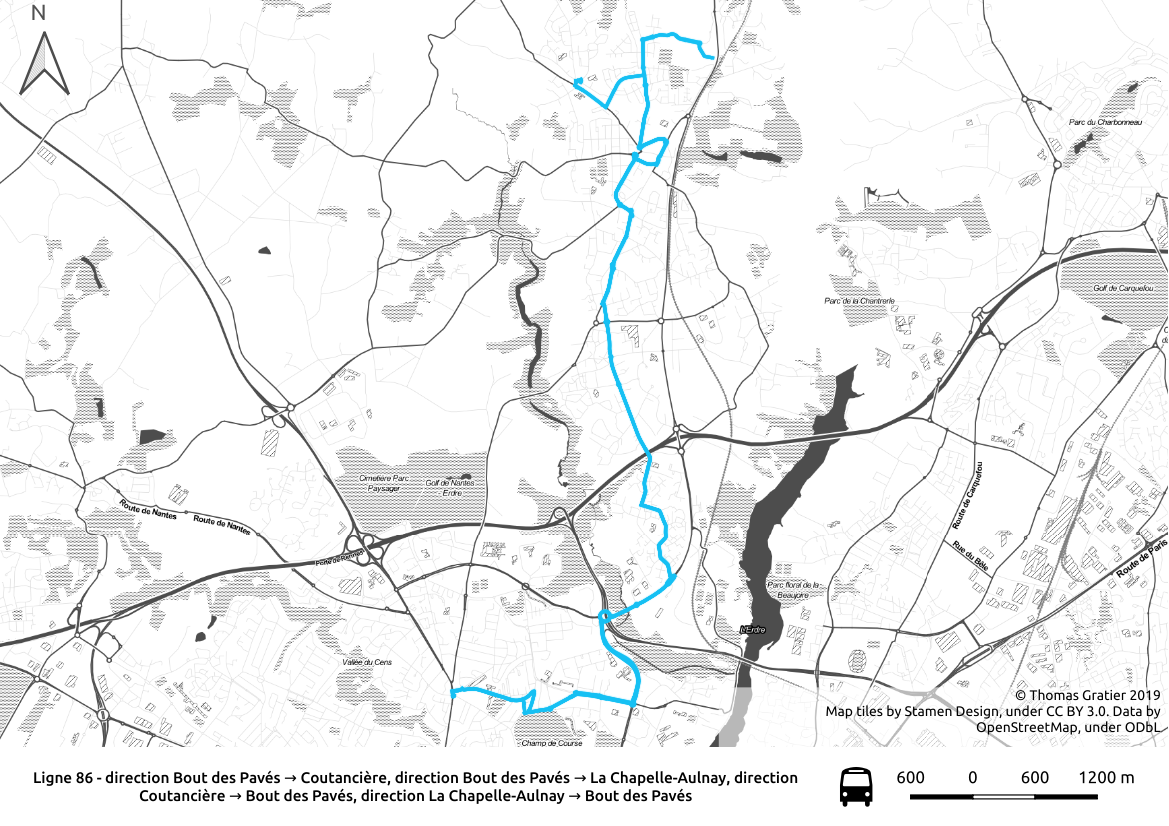 N
Parc du Charbonneau
Golf de Carquefou
Parc de la Chantrerie
Cimetière Parc
Paysager
Golf de Nantes
Erdre
Route de Nantes
Route de Nantes
Route de Carquefou
Porte de Rennes
Rue du Bêle
Route de Paris
Parc floral de la
Beaujoire
L'Erdre
Vallée du Cens
Champ de Course
© Thomas Gratier 2019
Map tiles by Stamen Design, under CC BY 3.0. Data by
OpenStreetMap, under ODbL
Ligne 86 - direction Bout des Pavés → Coutancière, direction Bout des Pavés → La Chapelle-Aulnay, direction
Coutancière → Bout des Pavés, direction La Chapelle-Aulnay → Bout des Pavés
600 0 600 1200 m